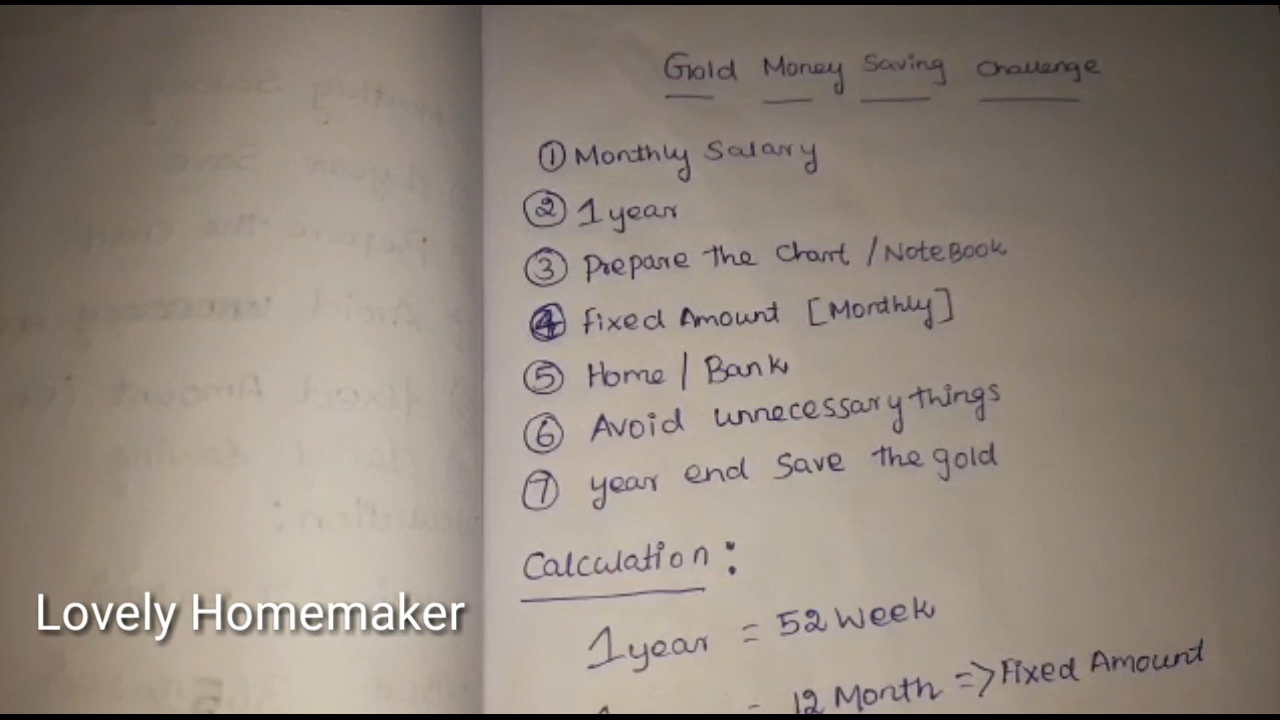 Gold Money Saving Challenge
① Monthly Salary
② 1 year
③ Prepare the Chart / NoteBook
④ Fixed Amount [Monthly]
⑤ Home / Bank
⑥ Avoid unnecessary things
⑦ year end Save the gold
Calculation :
1 year = 52 Week
= 12 Month => Fixed Amount
Lovely Homemaker